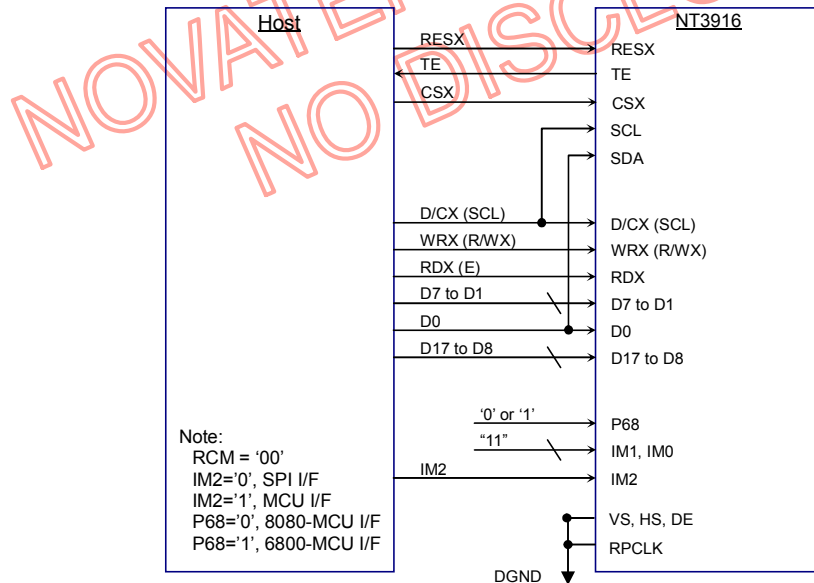 NOVATE
NO DISCLO
Host
NT3916
RESX
RESX
TE
TE
CSX
CSX
SCL
SDA
D/CX (SCL)
D/CX (SCL)
WRX (R/WX)
WRX (R/WX)
RDX (E)
RDX
D7 to D1
D7 to D1
D0
D0
D17 to D8
D17 to D8
'0' or '1'
P68
"11"
IM1, IM0
IM2
IM2
Note:
RCM = '00'
IM2='0', SPI I/F
IM2='1', MCU I/F
P68='0', 8080-MCU I/F
P68='1', 6800-MCU I/F
VS, HS, DE
RPCLK
DGND